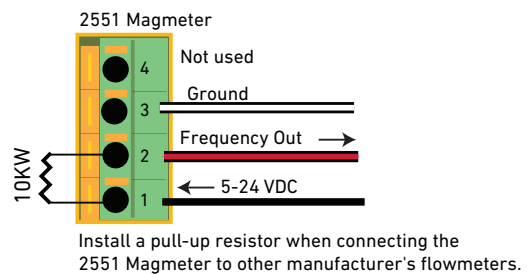 2551 Magmeter
4 Not used
3 Ground
2 Frequency Out
1 5-24 VDC
10KW
Install a pull-up resistor when connecting the
2551 Magmeter to other manufacturer's flowmeters.